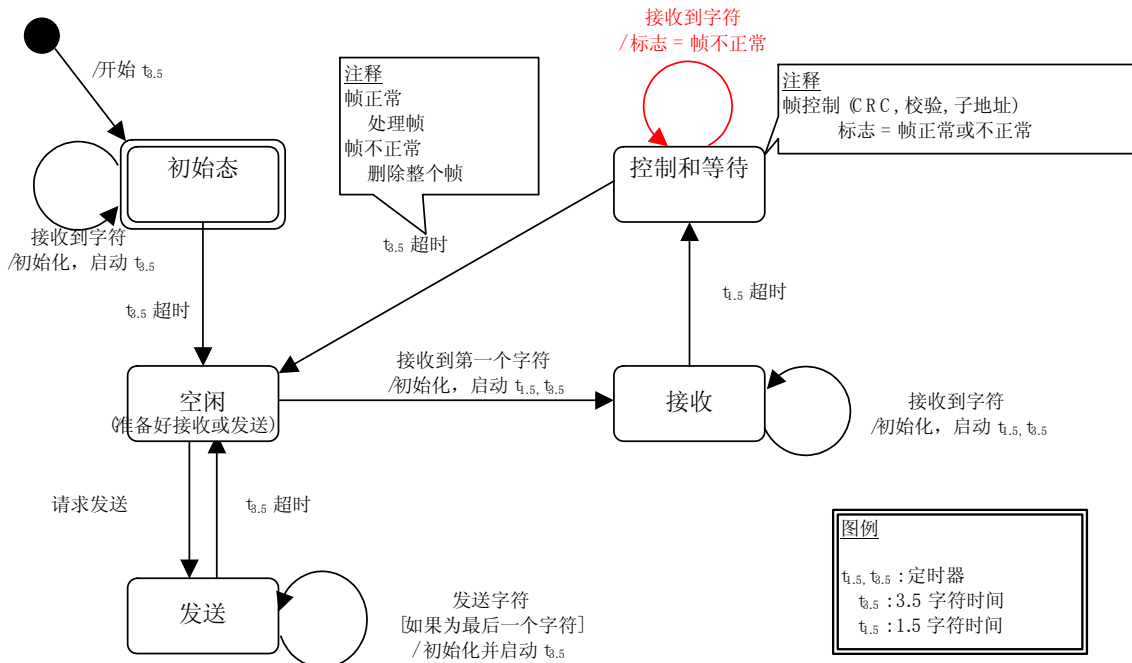 /开始 t3.5
初始态
接收到字符
/初始化，启动 t3.5
t3.5 超时
注释
帧正常
处理帧
帧不正常
删除整个帧
t3.5 超时
接收到字符
/标志 = 帧不正常
注释
帧控制 (CRC,校验,子地址)
标志 = 帧正常或不正常
控制和等待
t1.5 超时
空闲
(准备好接收或发送)
接收到第一个字符
/初始化，启动 t1.5, t3.5
接收
接收到字符
/初始化，启动 t1.5, t3.5
请求发送
t3.5 超时
发送
发送字符
[如果为最后一个字符]
/初始化并启动 t3.5
图例
t1.5, t3.5 : 定时器
t3.5 : 3.5 字符时间
t1.5 : 1.5 字符时间